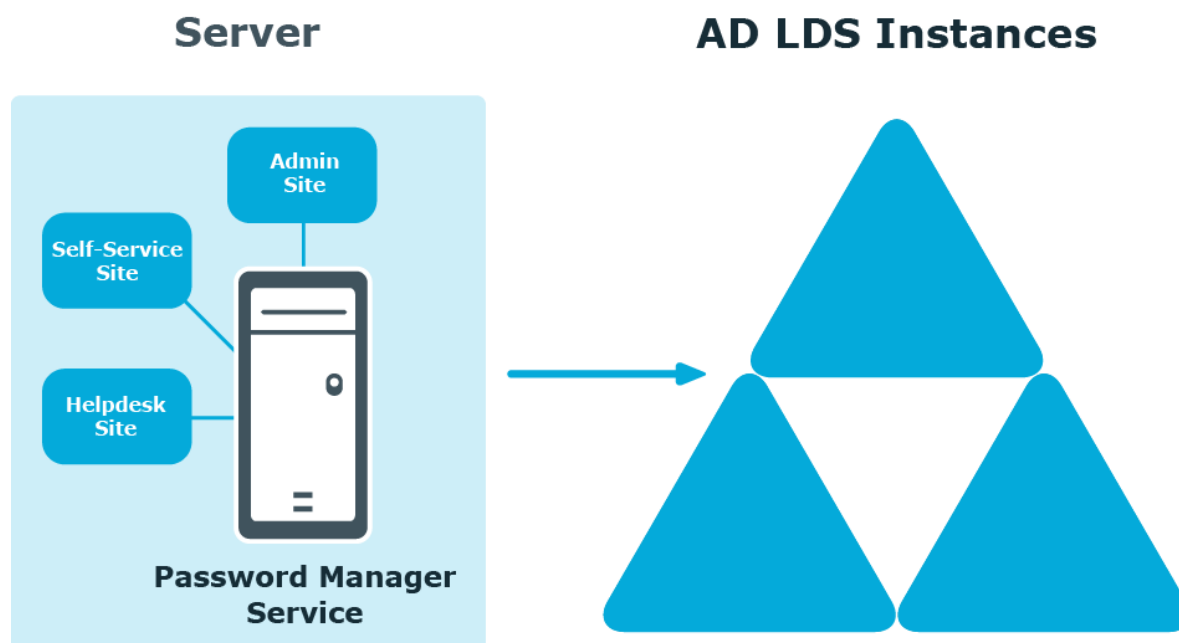 Server
AD LDS Instances
Admin
Site
Self-Service
Site
Helpdesk
Site
Password Manager
Service